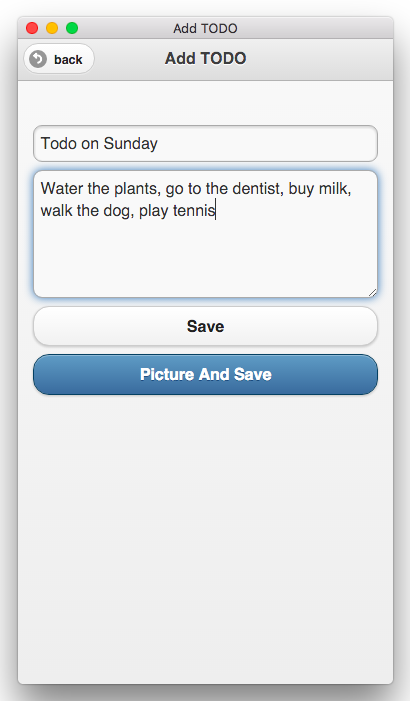 Add TODO
back
Add TODO
Todo on Sunday
Water the plants, go to the dentist, buy milk,
walk the dog, play tennis
Save
Picture And Save